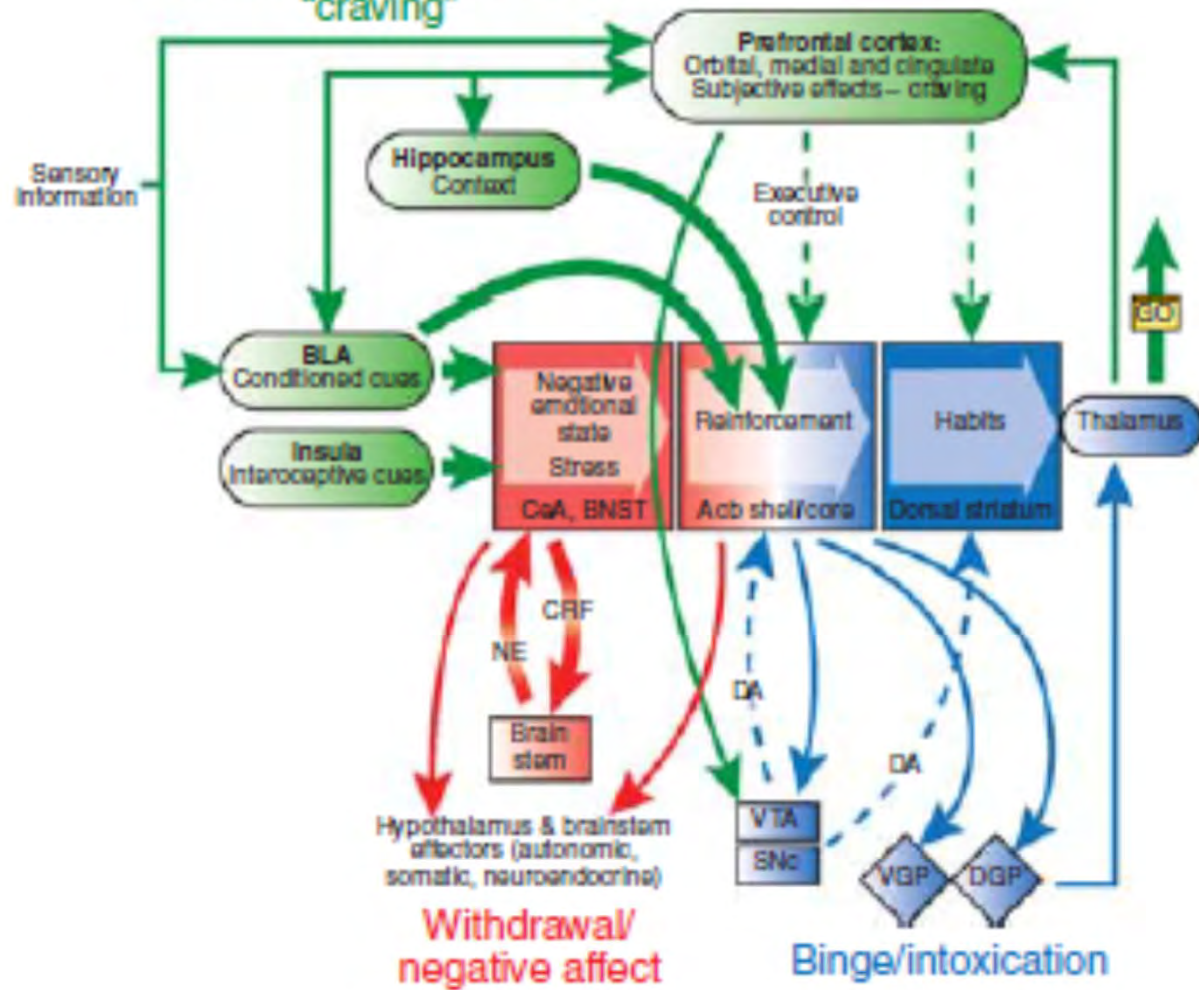 "craving"
Prefrontal cortex:
Orbital, medial and cingulate
Subjective effects – craving
Sensory
information
Hippocampus
Context
Executive
control
GO
BLA
Conditioned cues
Insula
Interoceptive cues
Negative
emotional
state
Stress
CeA, BNST
Reinforcement
Acb shell/core
Habits
Dorsal striatum
Thalamus
CRF
NE
Brain
stem
DA
DA
Hypothalamus & brainstem
effectors (autonomic,
somatic, neuroendocrine)
VTA
SNc
VGP
DGP
Withdrawal/
negative affect
Binge/intoxication